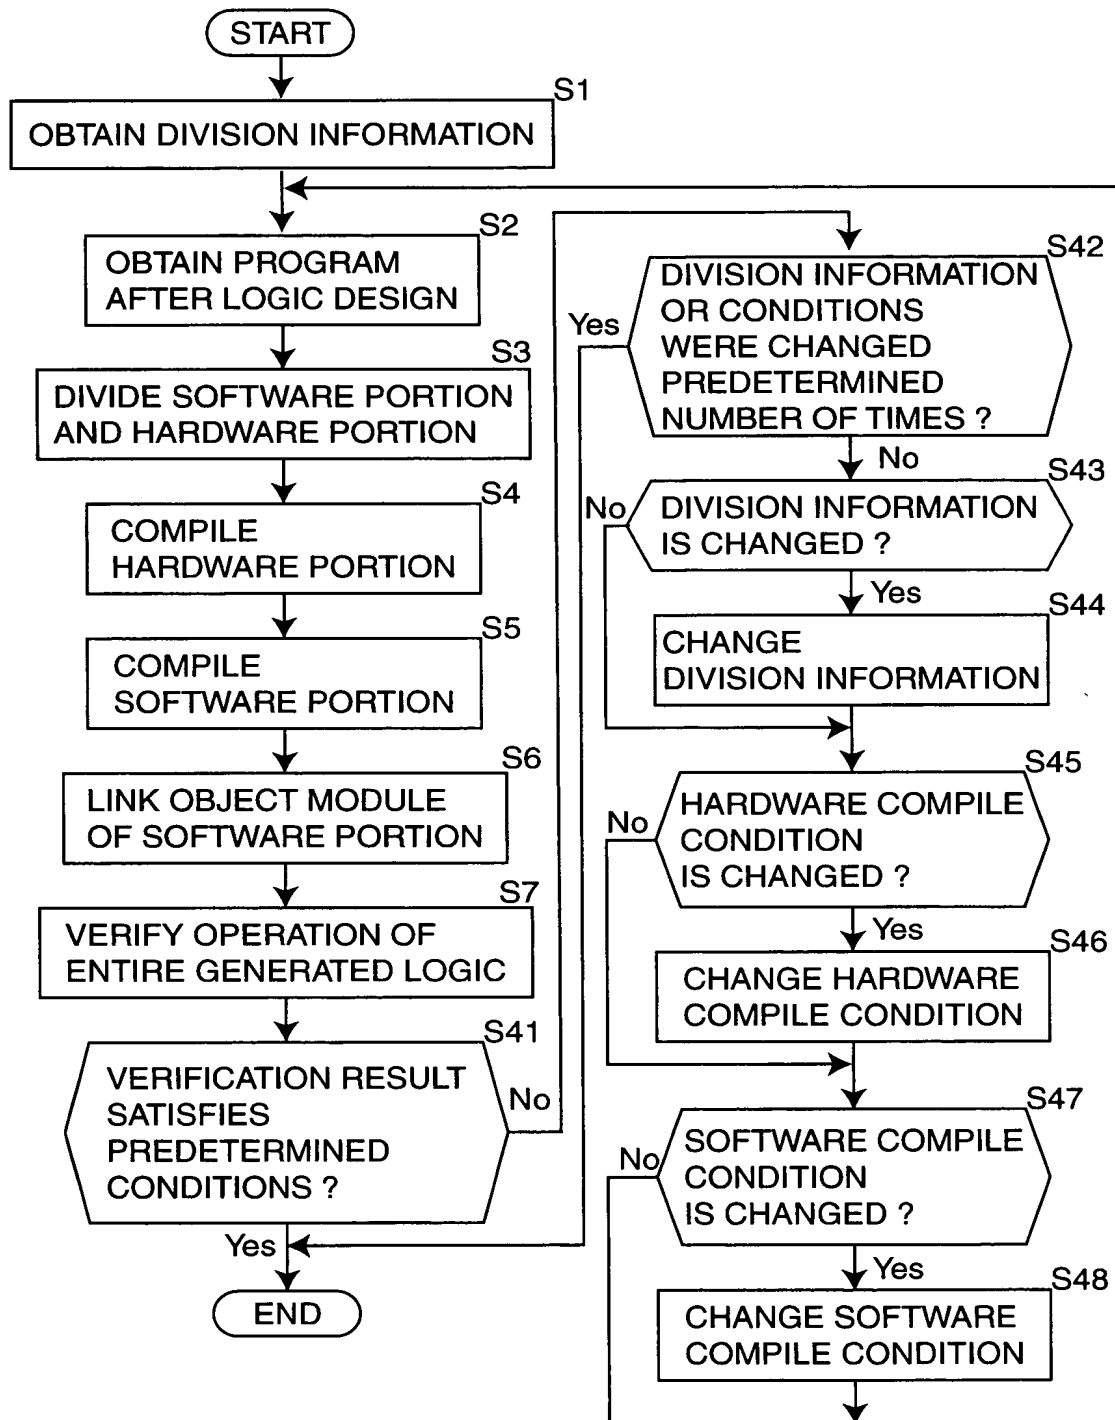 START
S1
OBTAIN DIVISION INFORMATION
S2
OBTAIN PROGRAM
AFTER LOGIC DESIGN
S3
DIVIDE SOFTWARE PORTION
AND HARDWARE PORTION
S4
COMPILE
HARDWARE PORTION
S5
COMPILE
SOFTWARE PORTION
S6
LINK OBJECT MODULE
OF SOFTWARE PORTION
S7
VERIFY OPERATION OF
ENTIRE GENERATED LOGIC
S41
VERIFICATION RESULT
SATISFIES
PREDETERMINED
CONDITIONS ?
No
Yes
END
S42
DIVISION INFORMATION
OR CONDITIONS
WERE CHANGED
PREDETERMINED
NUMBER OF TIMES ?
Yes
No
S43
DIVISION INFORMATION
IS CHANGED ?
No
Yes
S44
CHANGE
DIVISION INFORMATION
S45
HARDWARE COMPILE
CONDITION
IS CHANGED ?
No
Yes
S46
CHANGE HARDWARE
COMPILE CONDITION
S47
SOFTWARE COMPILE
CONDITION
IS CHANGED ?
No
Yes
S48
CHANGE SOFTWARE
COMPILE CONDITION